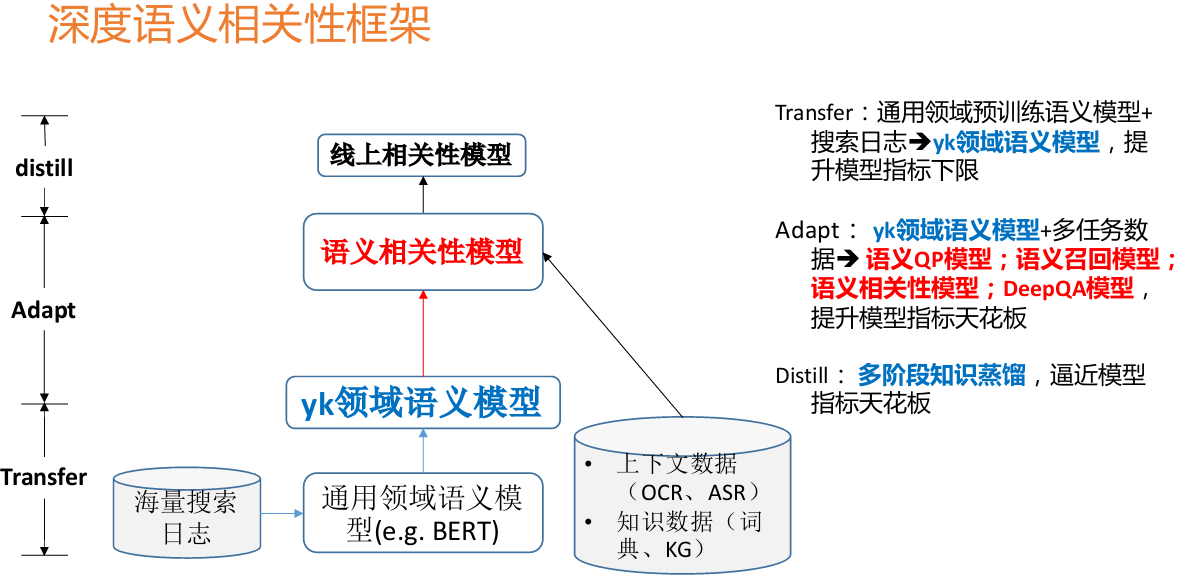 深度语义相关性框架
distill
Adapt
Transfer
线上相关性模型
语义相关性模型
yk领域语义模型
海量搜索
日志
通用领域语义模
型(e.g. BERT)
• 上下文数据
（OCR、ASR）
• 知识数据（词
典、KG）
Transfer：通用领域预训练语义模型+
搜索日志➔yk领域语义模型，提
升模型指标下限
Adapt： yk领域语义模型+多任务数
据➔ 语义QP模型；语义召回模型；
语义相关性模型；DeepQA模型，
提升模型指标天花板
Distill： 多阶段知识蒸馏，逼近模型
指标天花板